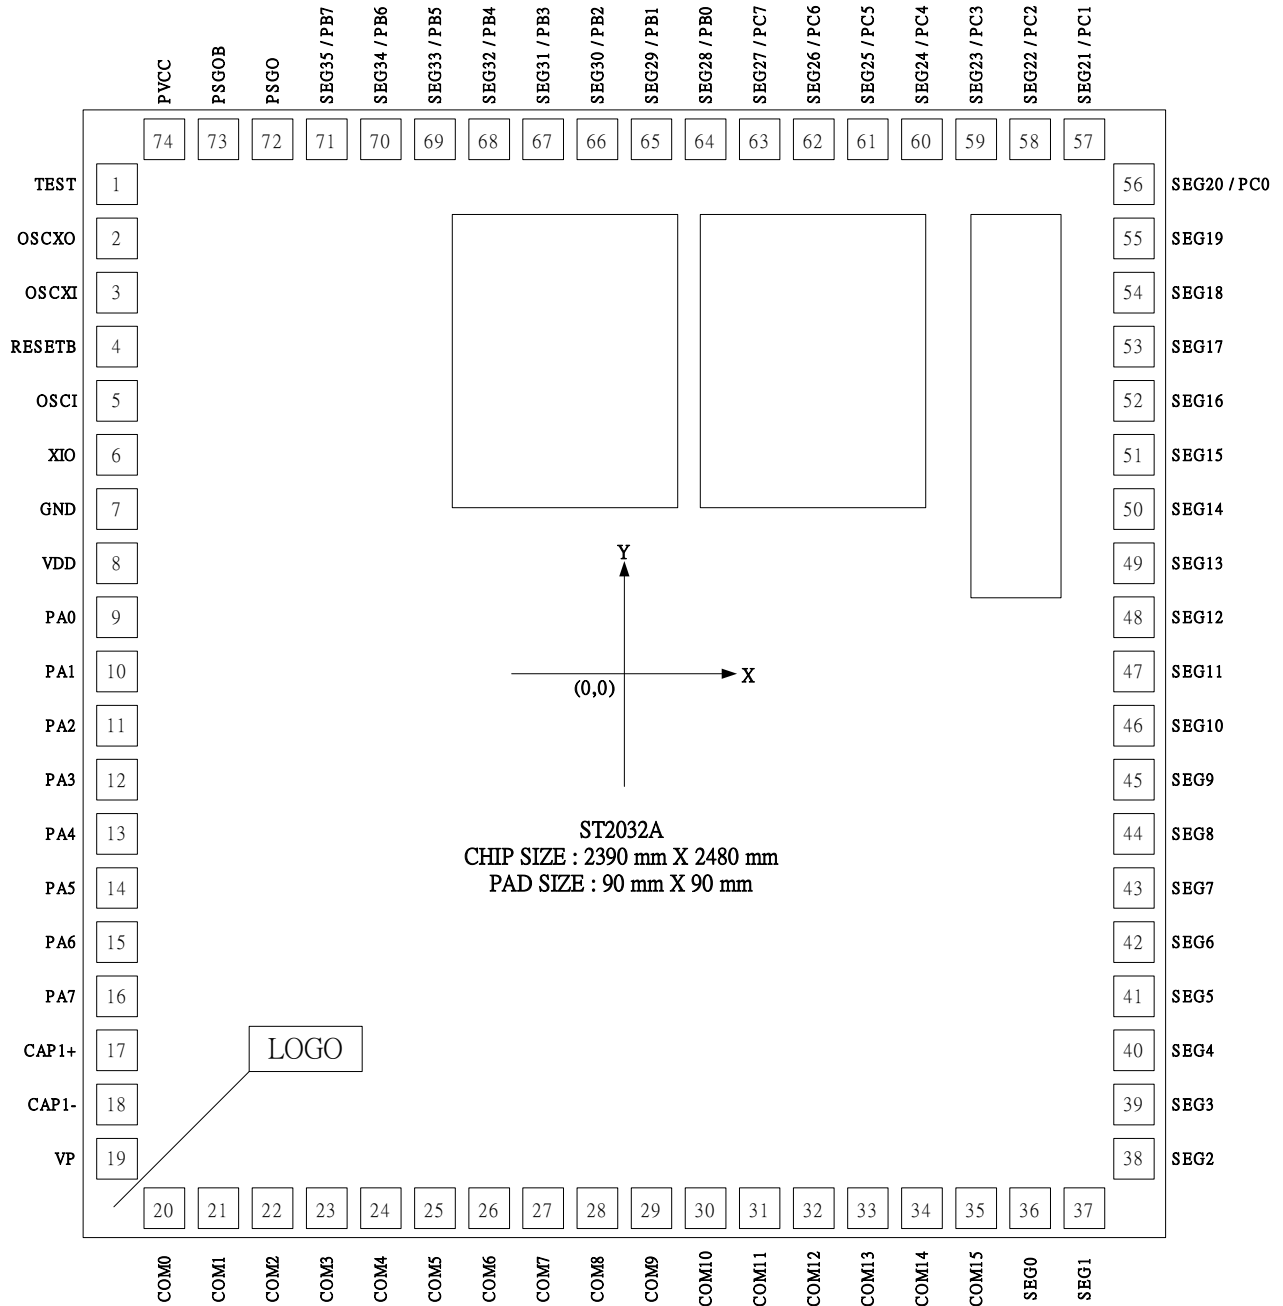 PVCC
PSGOB
PSGO
SEG35 / PB7
SEG34 / PB6
SEG33 / PB5
SEG32 / PB4
SEG31 / PB3
SEG30 / PB2
SEG29 / PB1
SEG28 / PB0
SEG27 / PC7
SEG26 / PC6
SEG25 / PC5
SEG24 / PC4
SEG23 / PC3
SEG22 / PC2
SEG21 / PC1
74 73 72 71 70 69 68 67 66 65 64 63 62 61 60 59 58 57
TEST 1 56 SEG20 / PC0
OSCXO 2 55 SEG19
OSCXI 3 54 SEG18
RESETB 4 53 SEG17
OSCI 5 52 SEG16
XIO 6 51 SEG15
GND 7 50 SEG14
Y
VDD 8 49 SEG13
PA0 9 48 SEG12
PA1 10 47 SEG11
X
(0,0)
PA2 11 46 SEG10
PA3 12 45 SEG9
PA4 13 44 SEG8
ST2032A
CHIP SIZE : 2390 mm X 2480 mm
PAD SIZE : 90 mm X 90 mm
PA5 14 43 SEG7
PA6 15 42 SEG6
PA7 16 41 SEG5
CAP1+ 17 LOGO 40 SEG4
CAP1- 18 39 SEG3
VP 19 38 SEG2
20 21 22 23 24 25 26 27 28 29 30 31 32 33 34 35 36 37
COM0
COM1
COM2
COM3
COM4
COM5
COM6
COM7
COM8
COM9
COM10
COM11
COM12
COM13
COM14
COM15
SEG0
SEG1